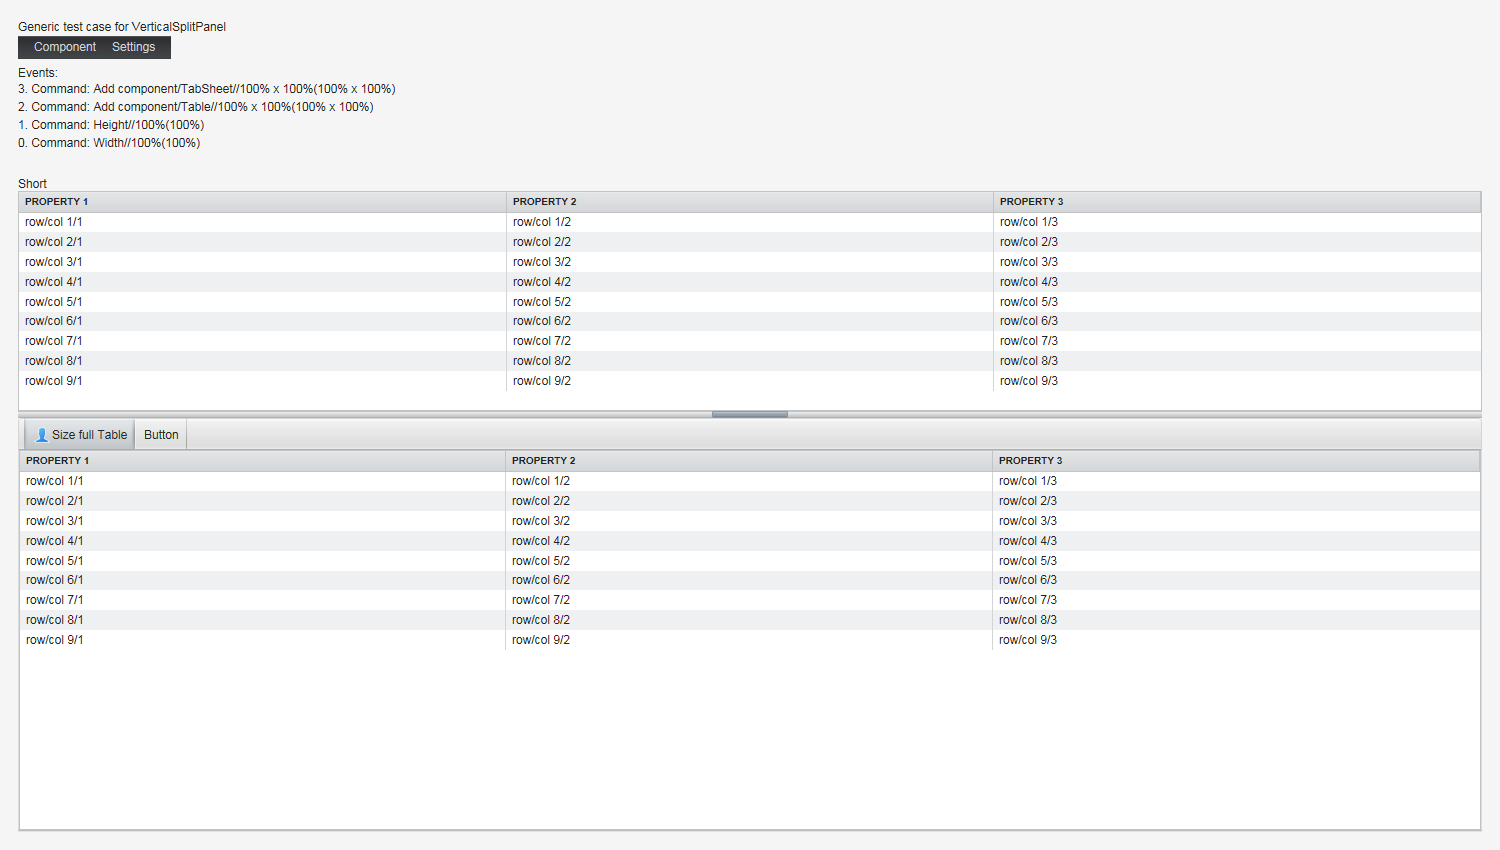 Generic test case for VerticalSplitPanel
Component Settings
Events:
3. Command: Add component/TabSheet//100% x 100%(100% x 100%)
2. Command: Add component/Table//100% x 100%(100% x 100%)
1. Command: Height//100%(100%)
0. Command: Width//100%(100%)
Short
PROPERTY 1 PROPERTY 2 PROPERTY 3
row/col 1/1 row/col 1/2 row/col 1/3
row/col 2/1 row/col 2/2 row/col 2/3
row/col 3/1 row/col 3/2 row/col 3/3
row/col 4/1 row/col 4/2 row/col 4/3
row/col 5/1 row/col 5/2 row/col 5/3
row/col 6/1 row/col 6/2 row/col 6/3
row/col 7/1 row/col 7/2 row/col 7/3
row/col 8/1 row/col 8/2 row/col 8/3
row/col 9/1 row/col 9/2 row/col 9/3
Size full Table Button
PROPERTY 1 PROPERTY 2 PROPERTY 3
row/col 1/1 row/col 1/2 row/col 1/3
row/col 2/1 row/col 2/2 row/col 2/3
row/col 3/1 row/col 3/2 row/col 3/3
row/col 4/1 row/col 4/2 row/col 4/3
row/col 5/1 row/col 5/2 row/col 5/3
row/col 6/1 row/col 6/2 row/col 6/3
row/col 7/1 row/col 7/2 row/col 7/3
row/col 8/1 row/col 8/2 row/col 8/3
row/col 9/1 row/col 9/2 row/col 9/3